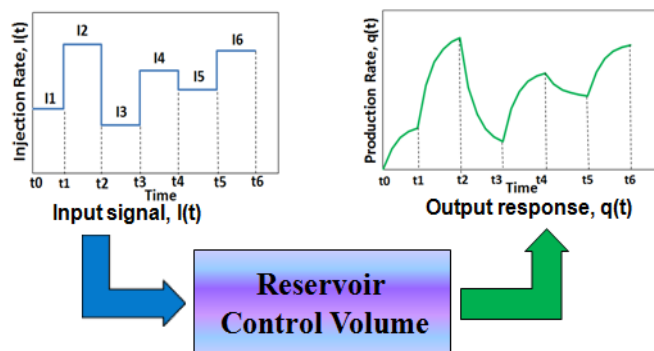 Injection Rate, I(t)
I1
I2
I3
I4
I5
I6
t0 t1 t2 t3 t4 t5 t6
Time
Input signal, I(t)
Production Rate, q(t)
t0 t1 t2 t3 t4 t5 t6
Time
Output response, q(t)
Reservoir
Control Volume